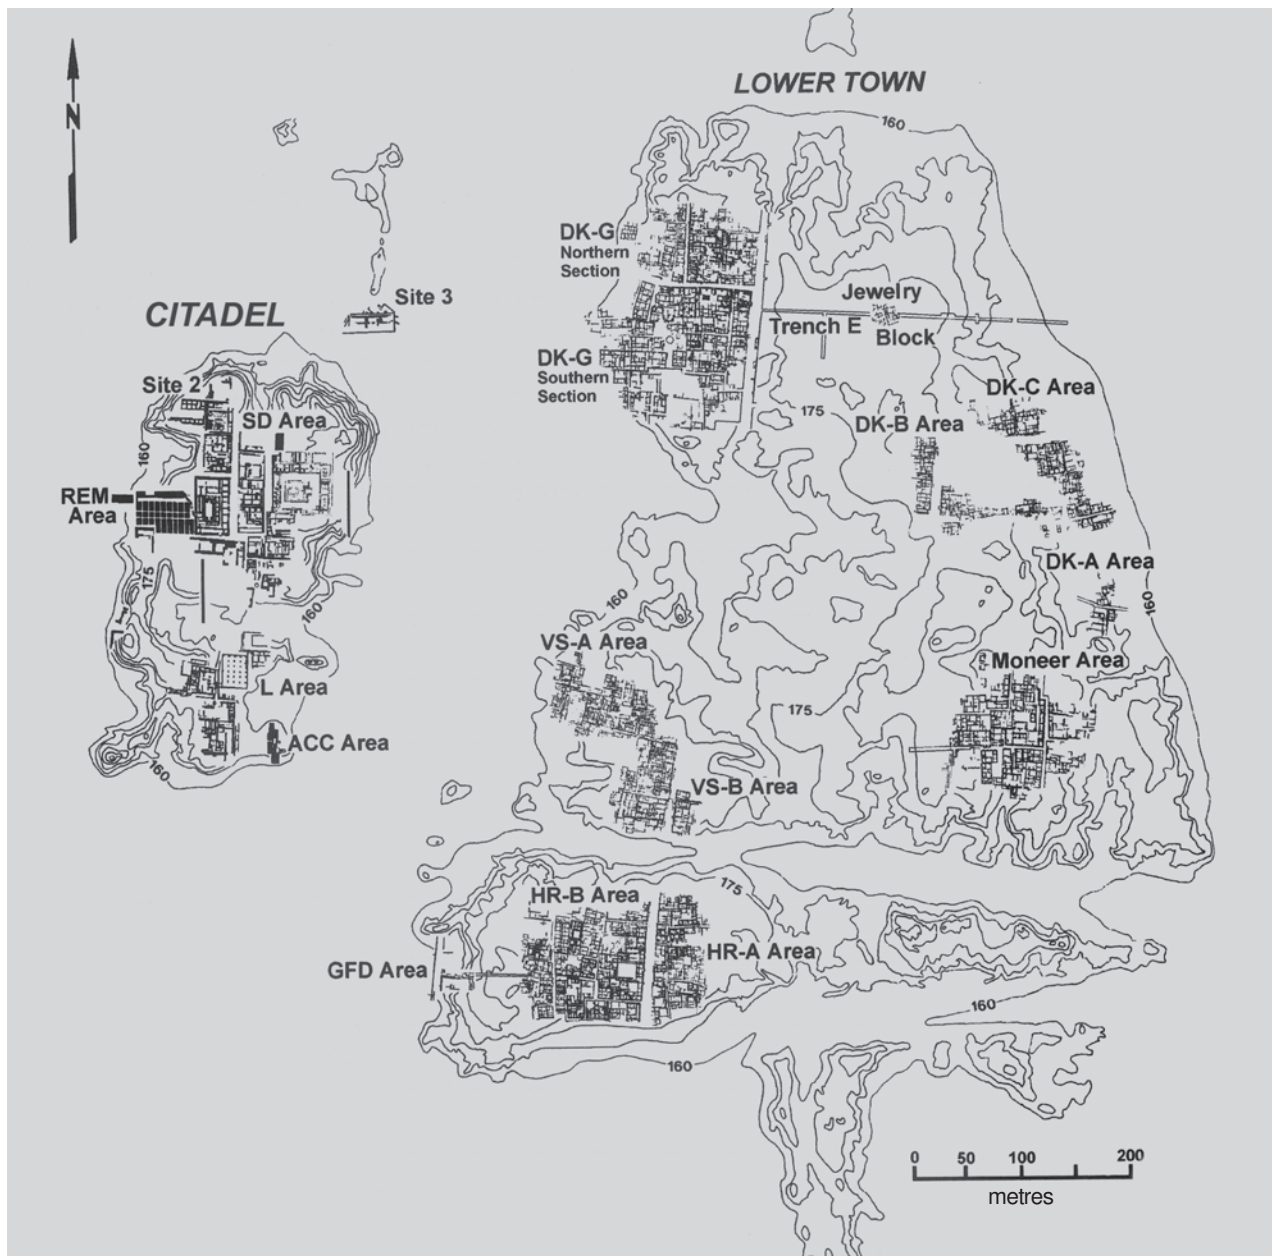 LOWER TOWN
160
N
DK-G
Northern
Section
Site 3
Jewelry
CITADEL
Trench E
Block
DK-G
Southern
Section
Site 2
DK-C Area
SD Area
175
DK-B Area
160
REM
Area
DK-A Area
175
160
160
160
VS-A Area
Moneer Area
L Area
175
ACC Area
160
VS-B Area
175
HR-B Area
HR-A Area
GFD Area
160
160
0 50 100 200
metres